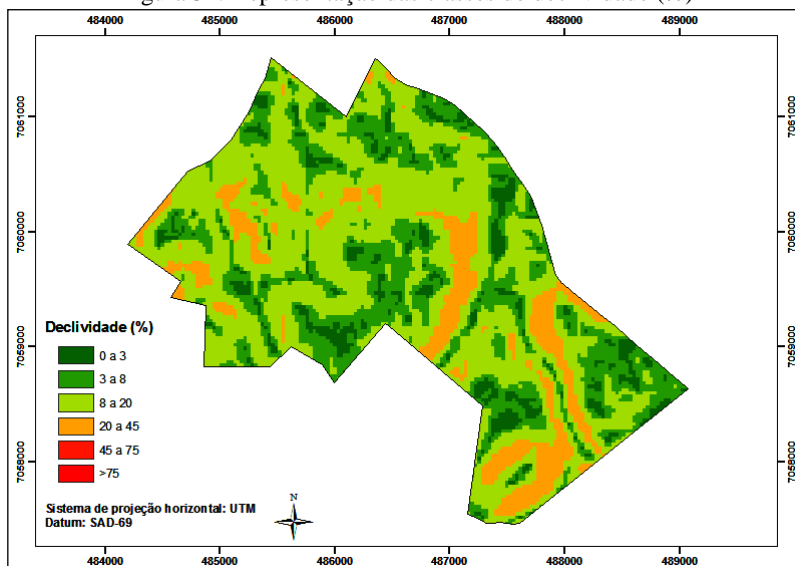 484000 485000 486000 487000 488000 489000
7061000 7061000
7060000 7060000
7059000 7059000
7058000 7058000
Declividade (%)
0 a 3
3 a 8
8 a 20
20 a 45
45 a 75
>75
Sistema de projeção horizontal: UTM
Datum: SAD-69
N
484000 485000 486000 487000 488000 489000